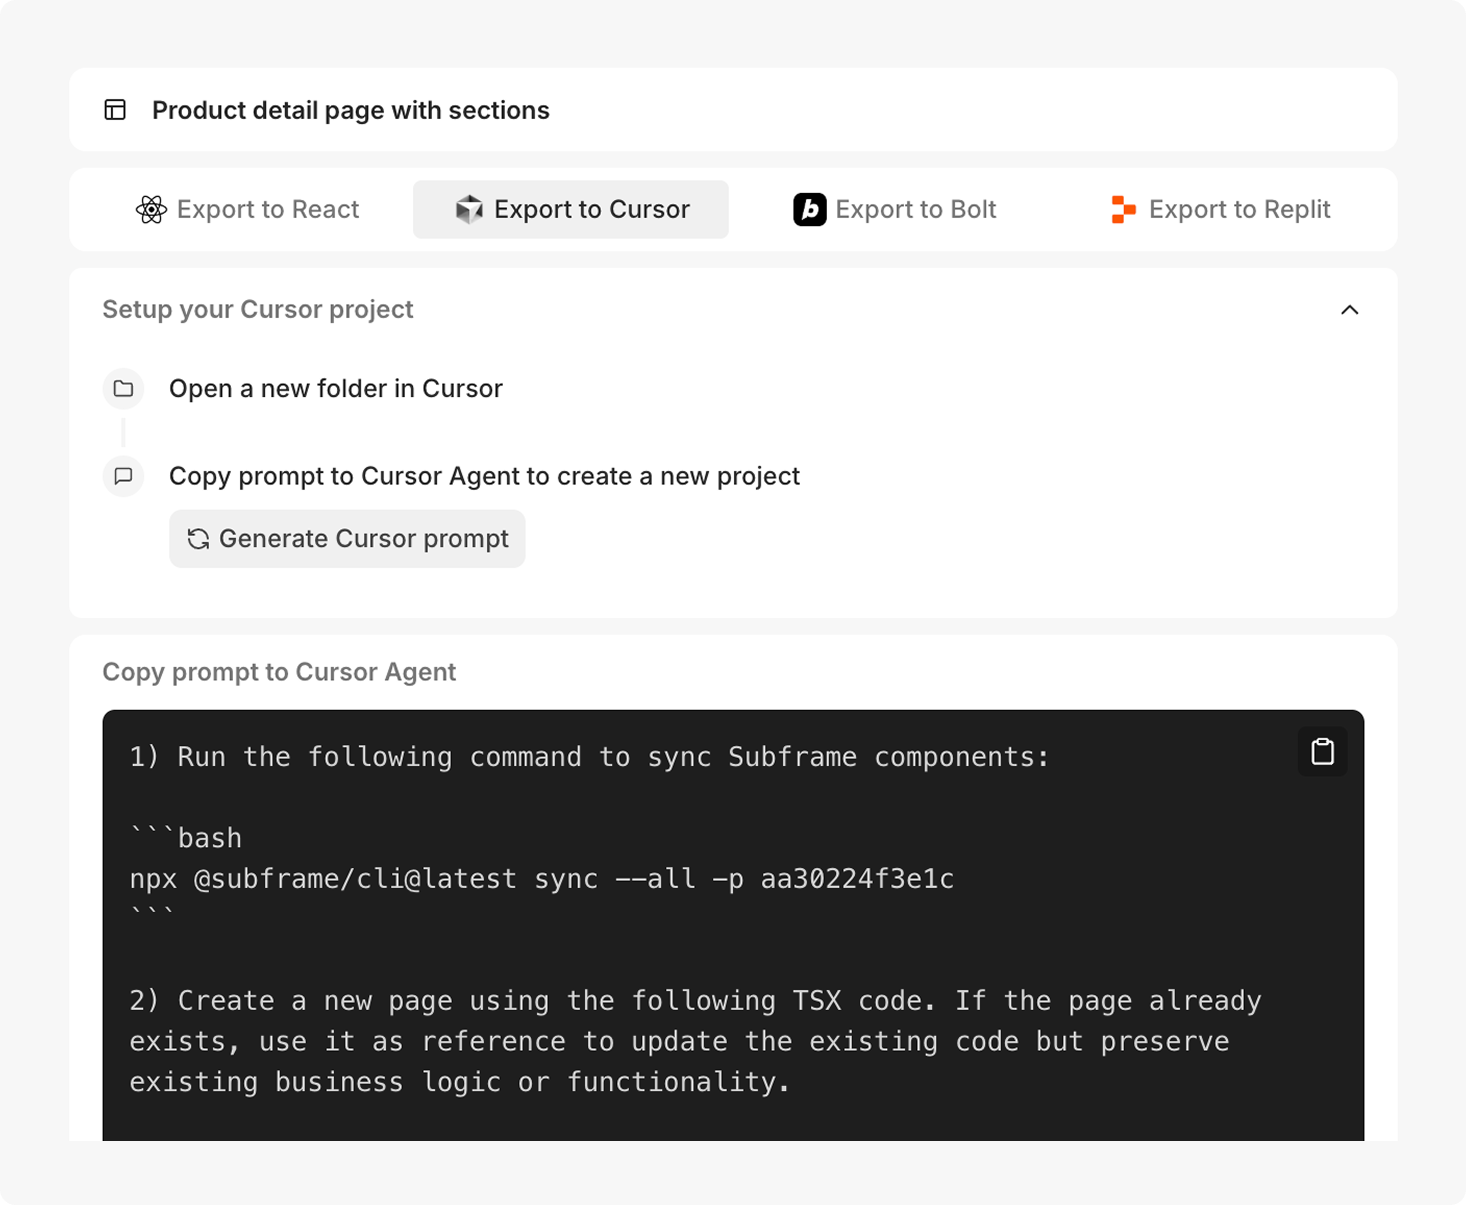 Product detail page with sections
Export to React
Export to Cursor
Export to Bolt
Export to Replit
Setup your Cursor project
Open a new folder in Cursor
Copy prompt to Cursor Agent to create a new project
Generate Cursor prompt
Copy prompt to Cursor Agent
1) Run the following command to sync Subframe components:
```bash
npx @subframe/cli@latest sync --all -p aa30224f3e1c
```
2) Create a new page using the following TSX code. If the page already
exists, use it as reference to update the existing code but preserve
existing business logic or functionality.